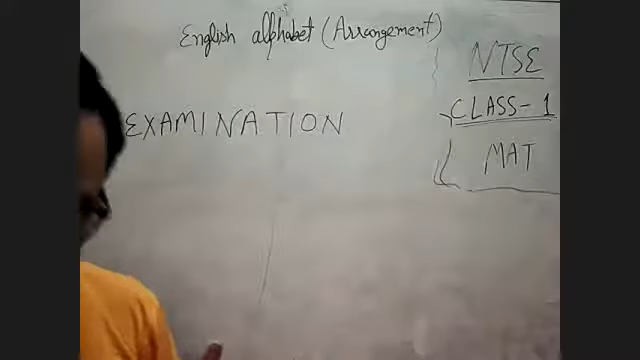 English alphabet (Arrangement)
NTSE
CLASS-1
MAT
EXAMINATION